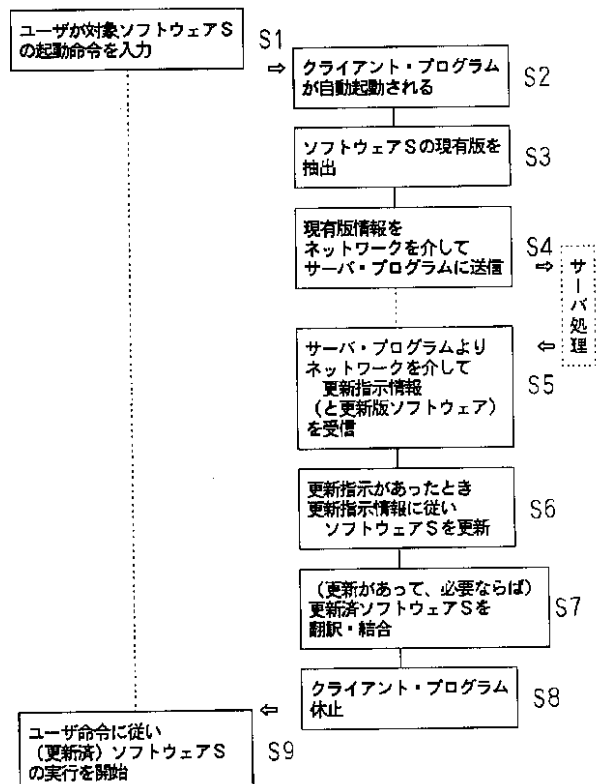 ユーザが対象ソフトウェアS
の起動命令を入力
S1
⇨
クライアント・プログラム
が自動起動される
S2
ソフトウェアSの現有版を
抽出
S3
現有版情報を
ネットワークを介して
サーバ・プログラムに送信
S4
⇨
サーバ処理
⇦
サーバ・プログラムより
ネットワークを介して
更新指示情報
(と更新版ソフトウェア)
を受信
S5
更新指示があったとき
更新指示情報に従い
ソフトウェアSを更新
S6
(更新があって、必要ならば)
更新済ソフトウェアSを
翻訳・結合
S7
クライアント・プログラム
休止
S8
⇦
ユーザ命令に従い
(更新済)ソフトウェアS
の実行を開始
S9